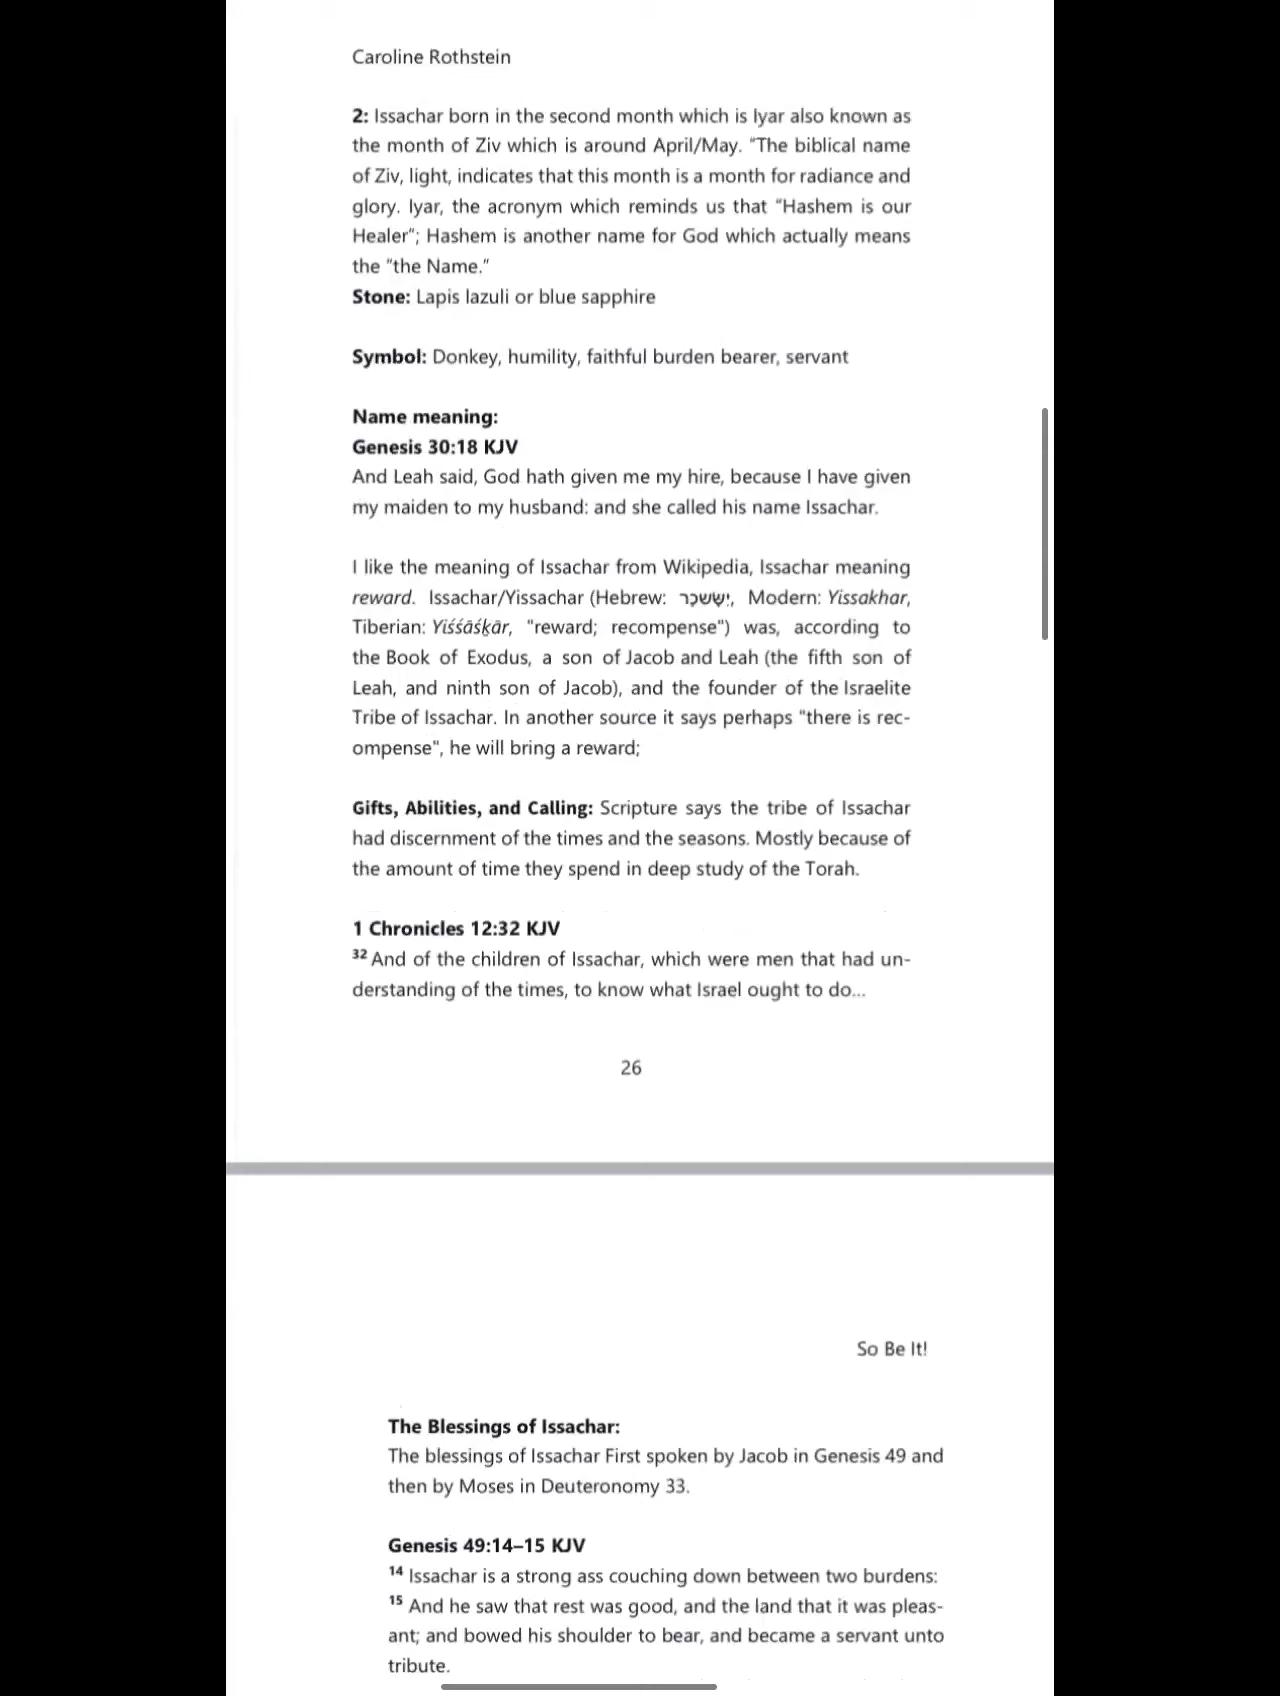 Caroline Rothstein
2: Issachar born in the second month which is Iyar also known as
the month of Ziv which is around April/May. "The biblical name
of Ziv, light, indicates that this month is a month for radiance and
glory. Iyar, the acronym which reminds us that "Hashem is our
Healer"; Hashem is another name for God which actually means
the "the Name."
Stone: Lapis lazuli or blue sapphire
Symbol: Donkey, humility, faithful burden bearer, servant
Name meaning:
Genesis 30:18 KJV
And Leah said, God hath given me my hire, because I have given
my maiden to my husband: and she called his name Issachar.
I like the meaning of Issachar from Wikipedia, Issachar meaning
reward. Issachar/Yissachar (Hebrew: יִשָּׂשכָר, Modern: Yissakhar,
Tiberian: Yiśśāśḵār, "reward; recompense") was, according to
the Book of Exodus, a son of Jacob and Leah (the fifth son of
Leah, and ninth son of Jacob), and the founder of the Israelite
Tribe of Issachar. In another source it says perhaps "there is rec-
ompense", he will bring a reward;
Gifts, Abilities, and Calling: Scripture says the tribe of Issachar
had discernment of the times and the seasons. Mostly because of
the amount of time they spend in deep study of the Torah.
1 Chronicles 12:32 KJV
32 And of the children of Issachar, which were men that had un-
derstanding of the times, to know what Israel ought to do...
26
So Be It!
The Blessings of Issachar:
The blessings of Issachar First spoken by Jacob in Genesis 49 and
then by Moses in Deuteronomy 33.
Genesis 49:14–15 KJV
14 Issachar is a strong ass couching down between two burdens:
15 And he saw that rest was good, and the land that it was pleas-
ant; and bowed his shoulder to bear, and became a servant unto
tribute.